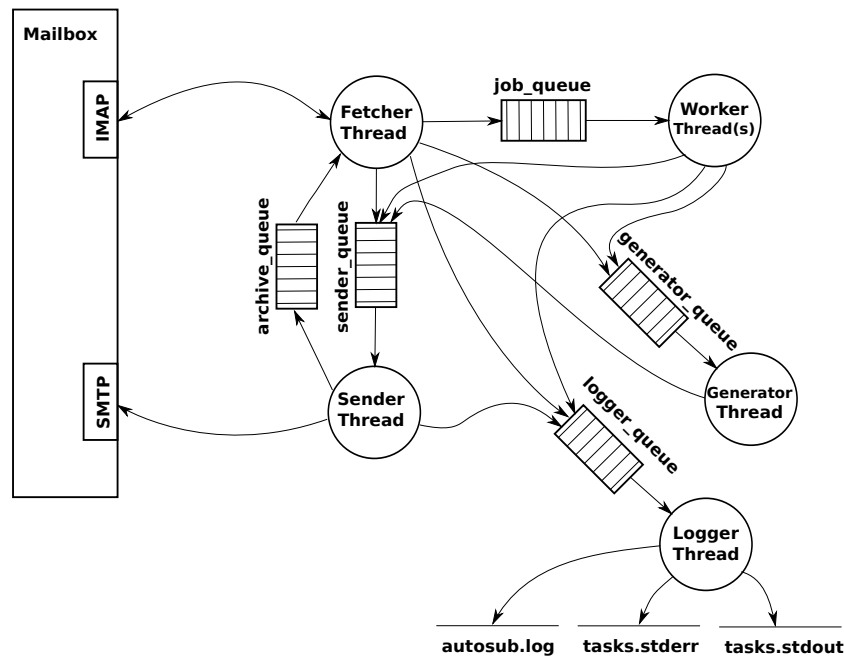 Mailbox
IMAP
SMTP
Fetcher
Thread
job_queue
Worker
Thread(s)
archive_queue
sender_queue
generator_queue
Generator
Thread
Sender
Thread
logger_queue
Logger
Thread
autosub.log
tasks.stderr
tasks.stdout